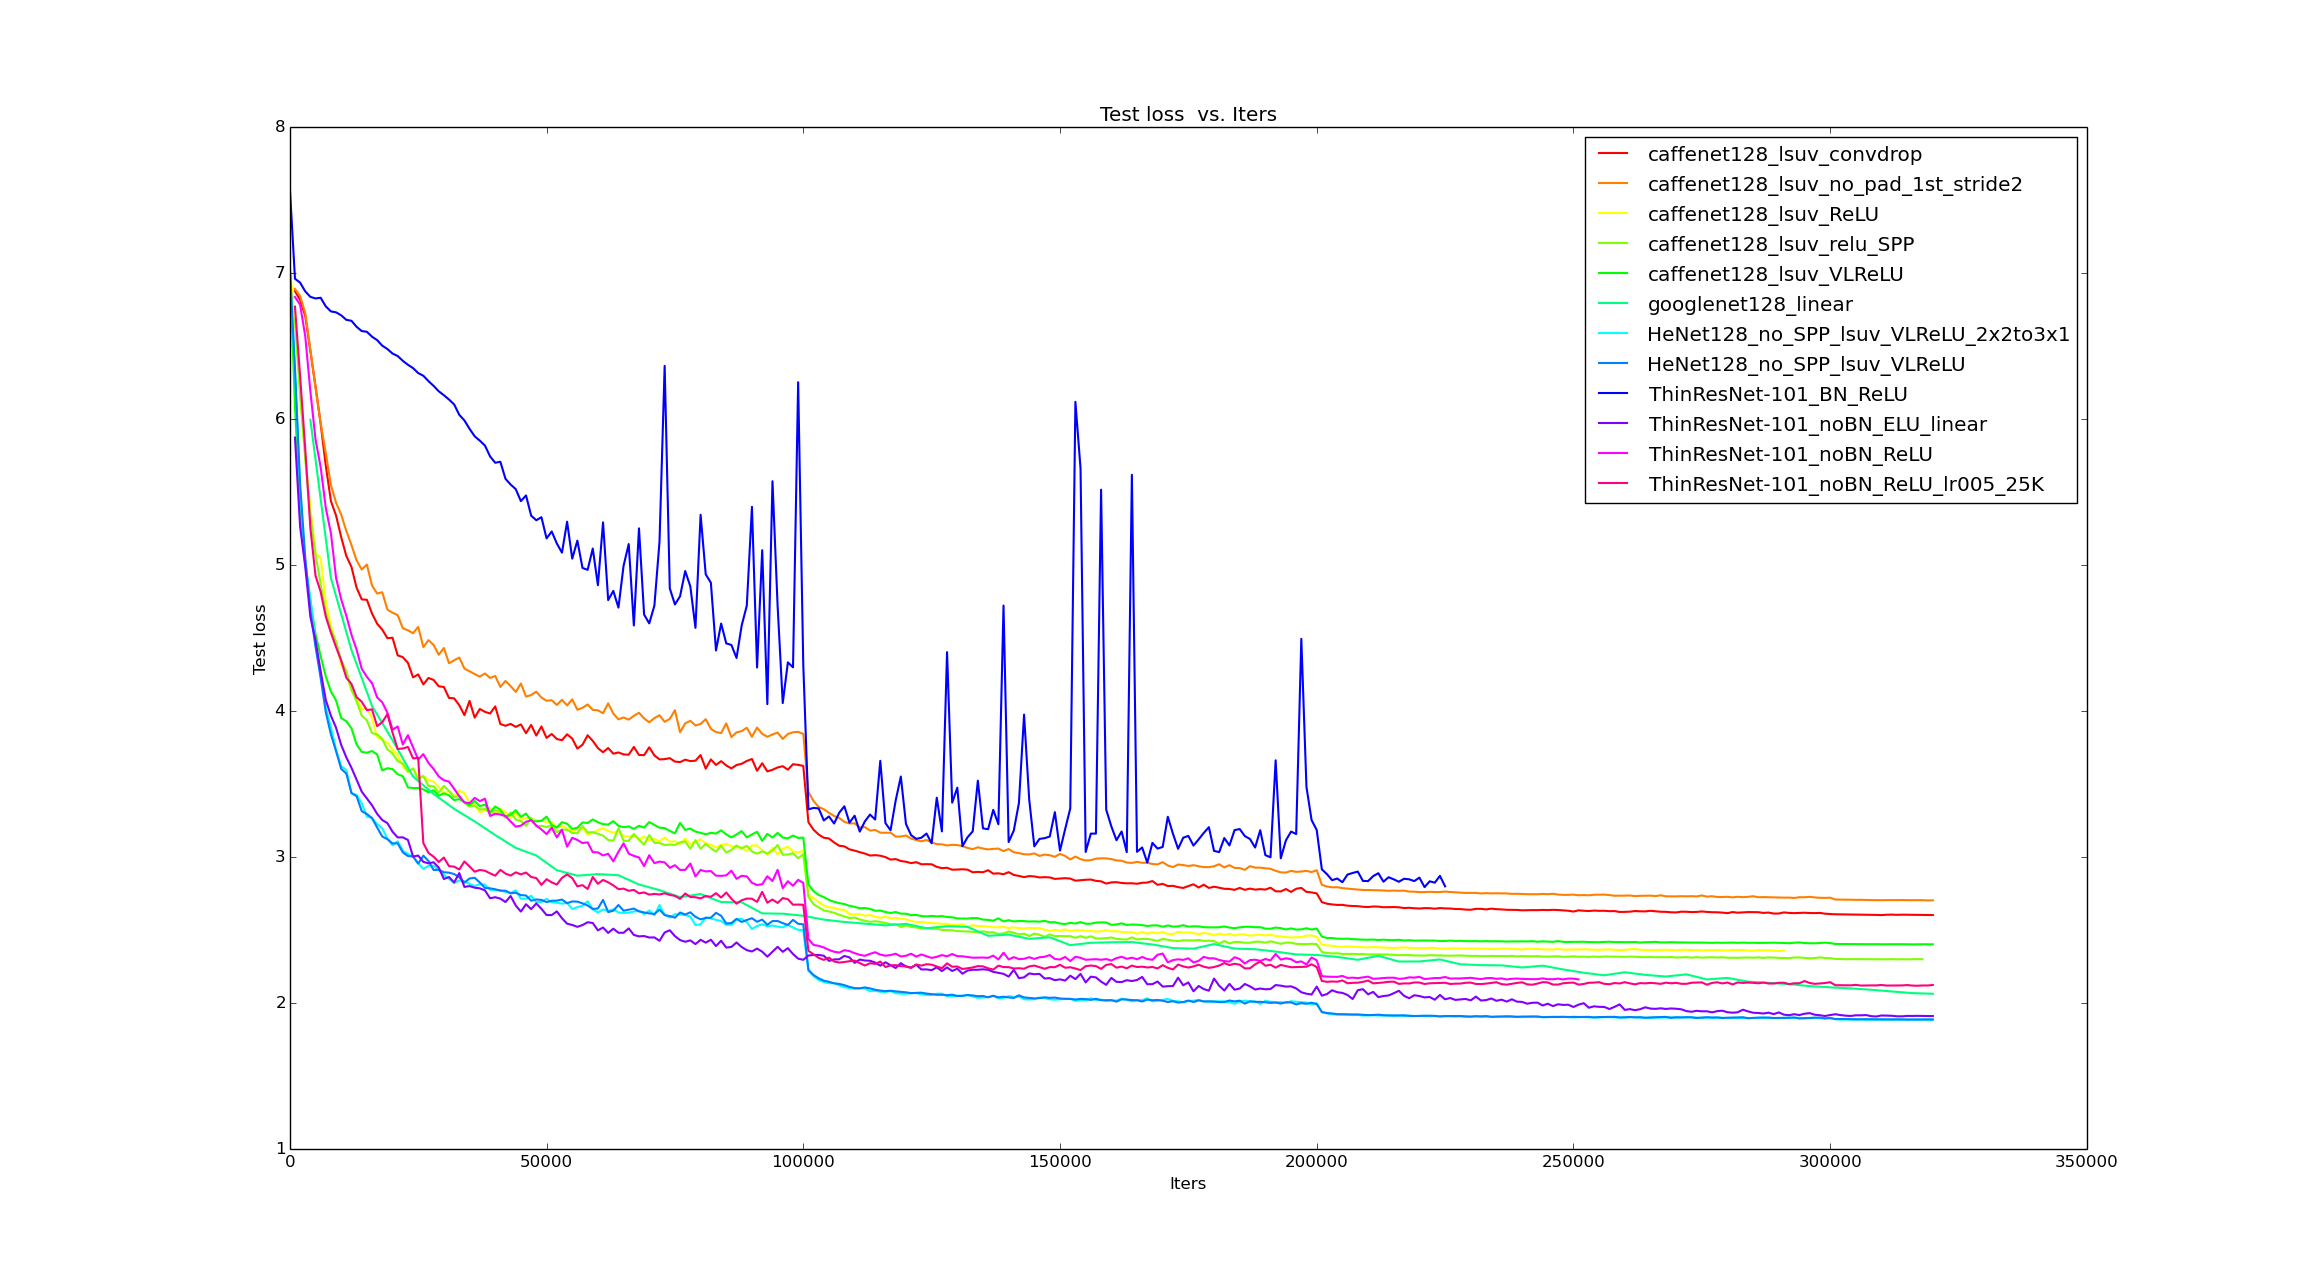 Test loss  vs. Iters
8
7
6
5
4
3
2
1
Test loss
0
50000
100000
150000
200000
250000
300000
350000
Iters
caffenet128_lsuv_convdrop
caffenet128_lsuv_no_pad_1st_stride2
caffenet128_lsuv_ReLU
caffenet128_lsuv_relu_SPP
caffenet128_lsuv_VLReLU
googlenet128_linear
HeNet128_no_SPP_lsuv_VLReLU_2x2to3x1
HeNet128_no_SPP_lsuv_VLReLU
ThinResNet-101_BN_ReLU
ThinResNet-101_noBN_ELU_linear
ThinResNet-101_noBN_ReLU
ThinResNet-101_noBN_ReLU_lr005_25K